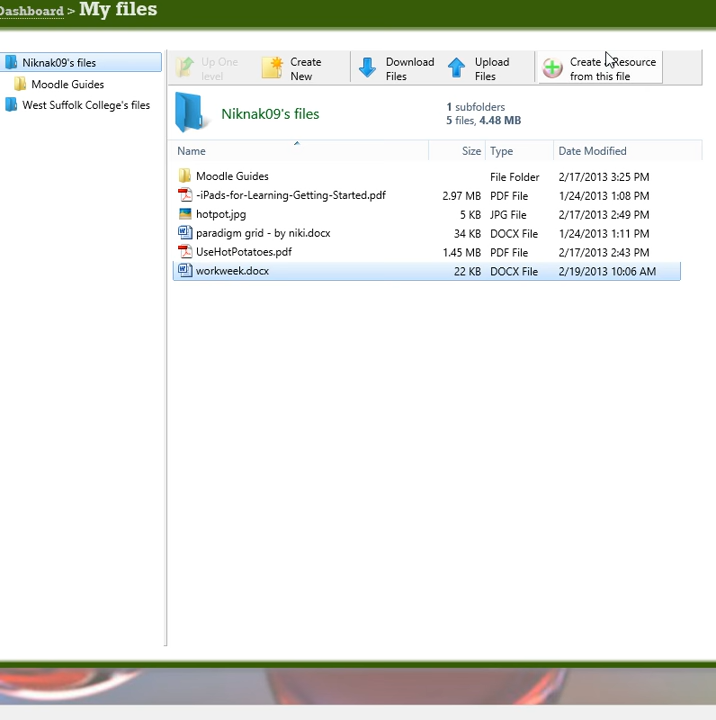 Dashboard > My files
Niknak09's files
Moodle Guides
West Suffolk College's files
Up One level
Create New
Download Files
Upload Files
Create Resource from this file
Niknak09's files
1 subfolders
5 files, 4.48 MB
Name Size Type Date Modified
Moodle Guides File Folder 2/17/2013 3:25 PM
-iPads-for-Learning-Getting-Started.pdf 2.97 MB PDF File 1/24/2013 1:08 PM
hotpot.jpg 5 KB JPG File 2/17/2013 2:49 PM
paradigm grid - by niki.docx 34 KB DOCX File 1/24/2013 1:11 PM
UseHotPotatoes.pdf 1.45 MB PDF File 2/17/2013 2:43 PM
workweek.docx 22 KB DOCX File 2/19/2013 10:06 AM